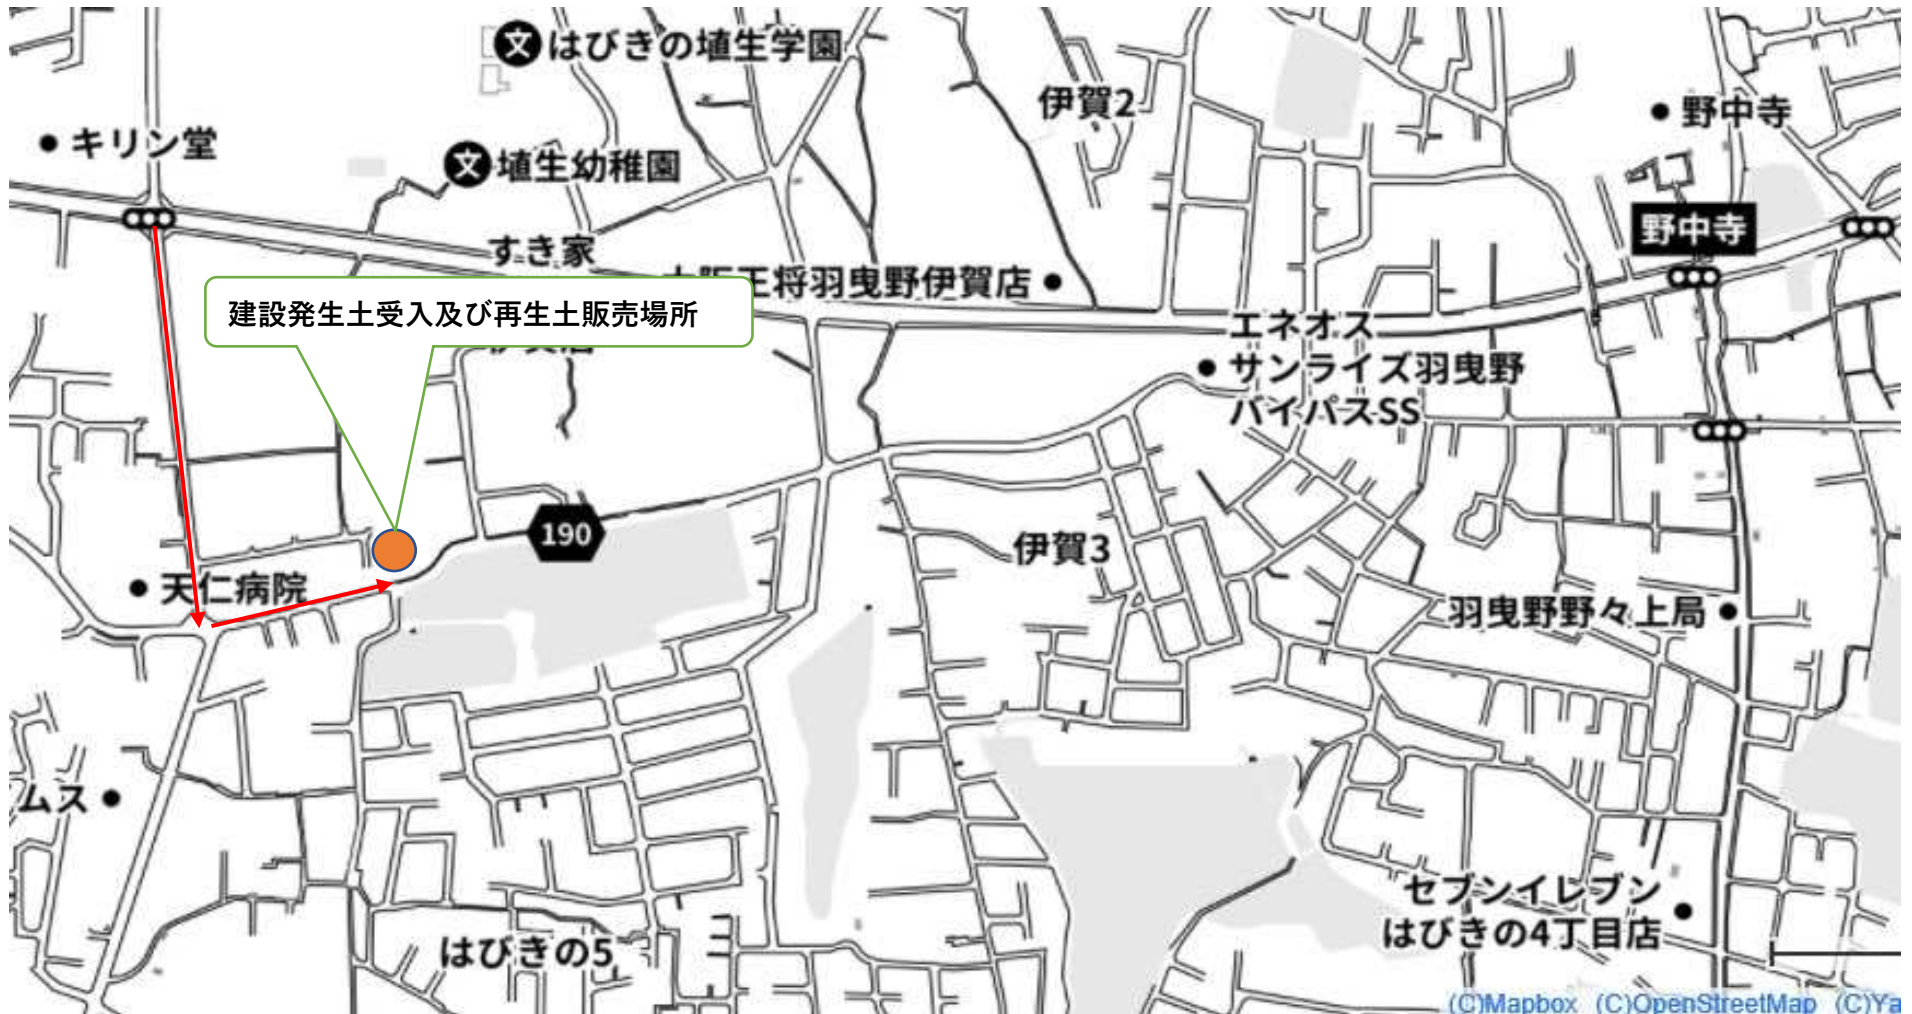 文 はびきの埴生学園
伊賀2
野中寺
キリン堂
文 埴生幼稚園
野中寺
すき家
王将羽曳野伊賀店
建設発生土受入及び再生土販売場所
エネオス
サンライズ羽曳野
バイパスSS
190
伊賀3
天仁病院
羽曳野野々上局
ムス
セブンイレブン
はびきの4丁目店
はびきの5
(C)Mapbox (C)OpenStreetMap (C)Ya